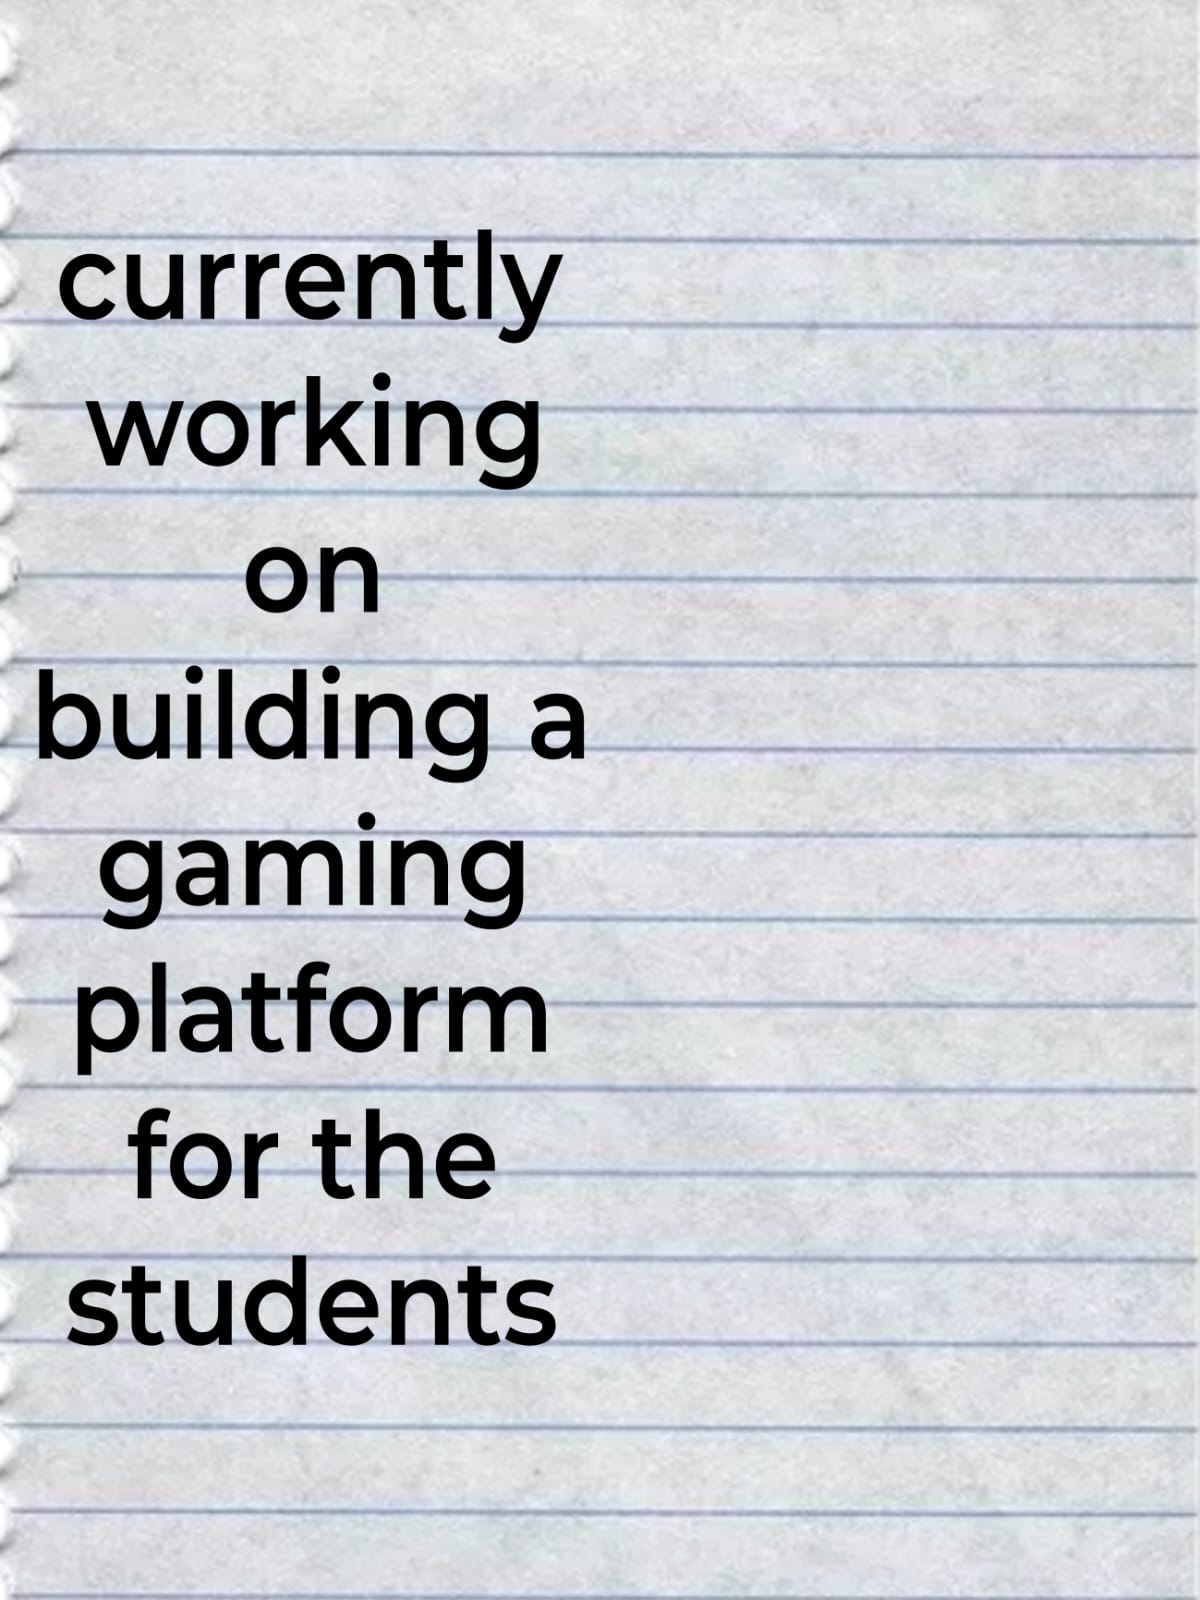 currently
working
on
building a
gaming
platform
for the
students